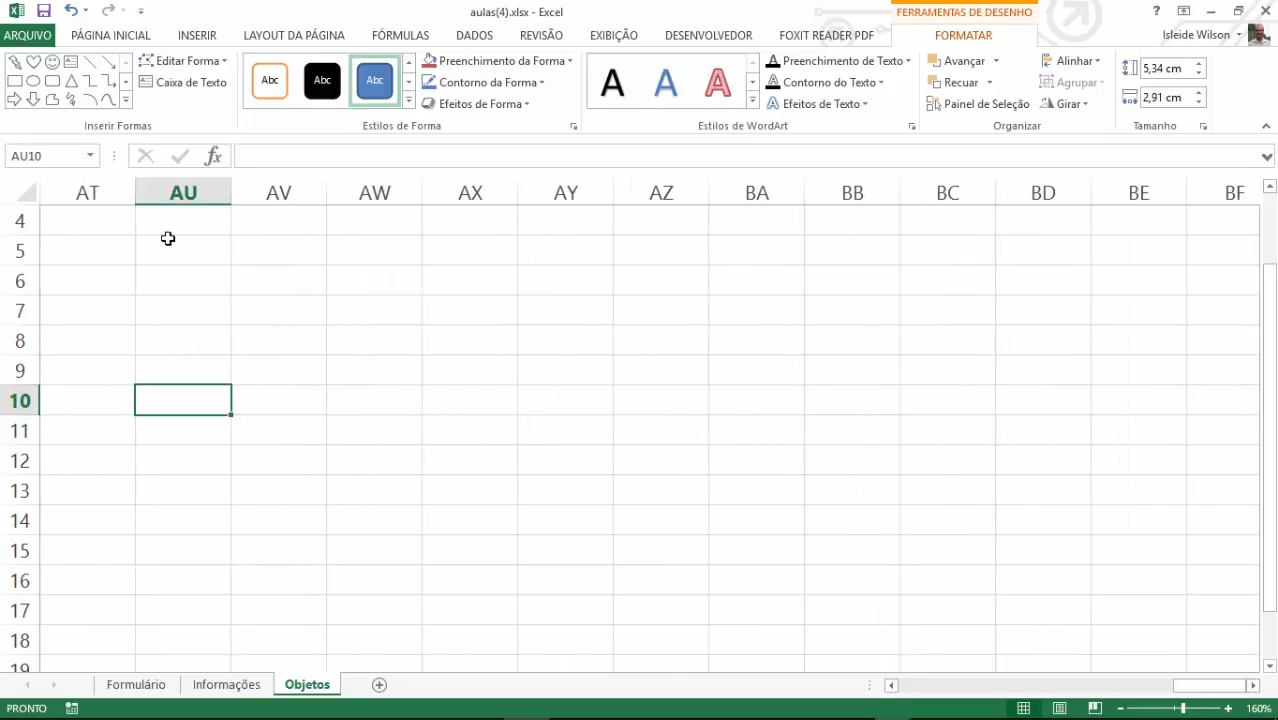 aulas(4).xlsx - Excel
FERRAMENTAS DE DESENHO
?
ARQUIVO PÁGINA INICIAL INSERIR LAYOUT DA PÁGINA FÓRMULAS DADOS REVISÃO EXIBIÇÃO DESENVOLVEDOR FOXIT READER PDF FORMATAR Isleide Wilson
Editar Forma
Caixa de Texto
Inserir Formas
Abc Abc Abc
Preenchimento da Forma
Contorno da Forma
Efeitos de Forma
Estilos de Forma
A A A
Preenchimento de Texto
Contorno do Texto
Efeitos de Texto
Estilos de WordArt
Avançar
Recuar
Painel de Seleção
Alinhar
Agrupar
Girar
Organizar
5,34 cm
2,91 cm
Tamanho
AU10
fx
AT AU AV AW AX AY AZ BA BB BC BD BE BF
4
5
6
7
8
9
10
11
12
13
14
15
16
17
18
19
Formulário Informações Objetos
PRONTO
160%